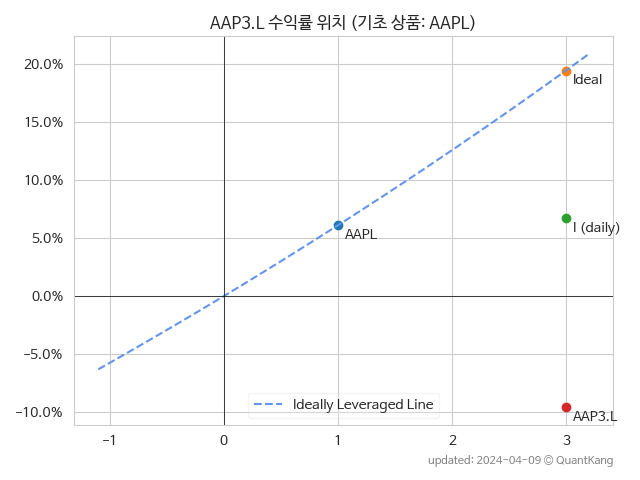 AAP3.L 수익률 위치 (기초 상품: AAPL)
20.0%
15.0%
10.0%
5.0%
0.0%
−5.0%
−10.0%
Ideal
I (daily)
AAPL
AAP3.L
Ideally Leveraged Line
−1
0
1
2
3
updated: 2024-04-09 © QuantKang